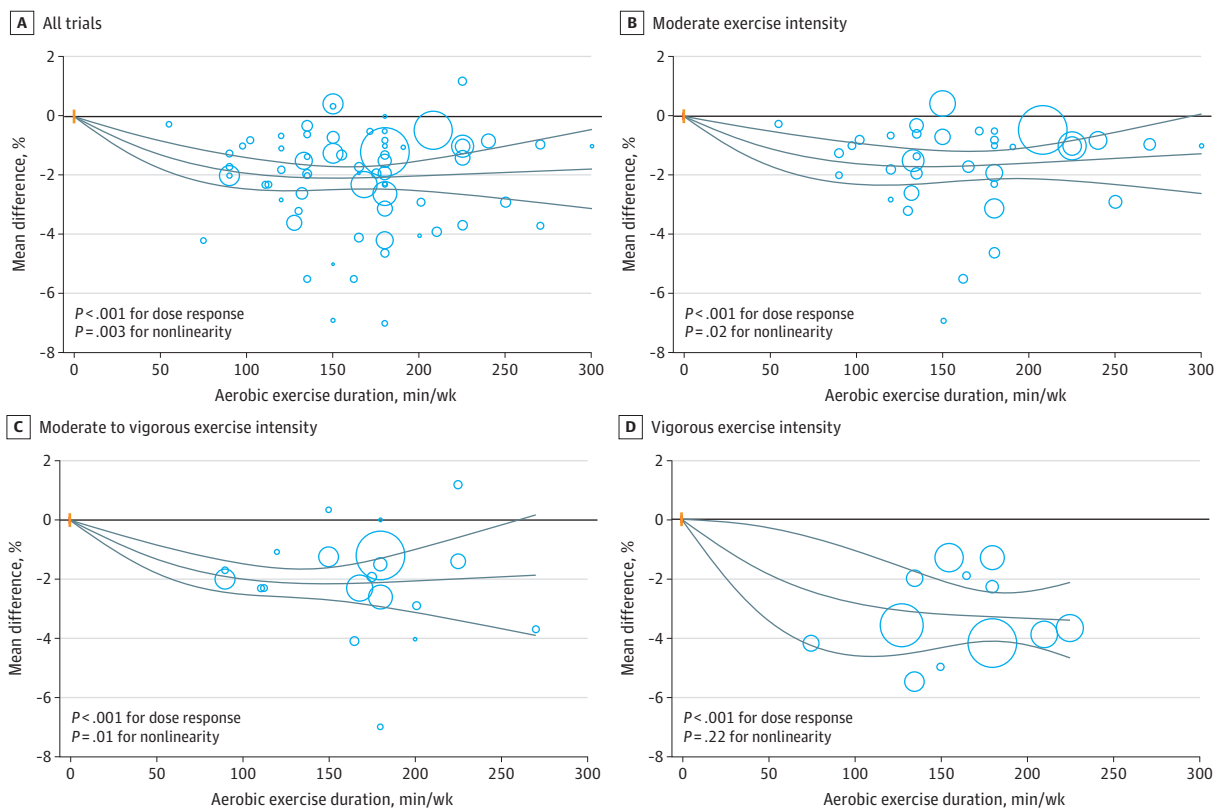 A All trials
2
0
-2
-4
-6
-8
Mean difference, %
P < .001 for dose response
P = .003 for nonlinearity
0 50 100 150 200 250 300
Aerobic exercise duration, min/wk
B Moderate exercise intensity
2
0
-2
-4
-6
-8
Mean difference, %
P < .001 for dose response
P = .02 for nonlinearity
0 50 100 150 200 250 300
Aerobic exercise duration, min/wk
C Moderate to vigorous exercise intensity
2
0
-2
-4
-6
-8
Mean difference, %
P < .001 for dose response
P = .01 for nonlinearity
0 50 100 150 200 250 300
Aerobic exercise duration, min/wk
D Vigorous exercise intensity
2
0
-2
-4
-6
-8
Mean difference, %
P < .001 for dose response
P = .22 for nonlinearity
0 50 100 150 200 250 300
Aerobic exercise duration, min/wk